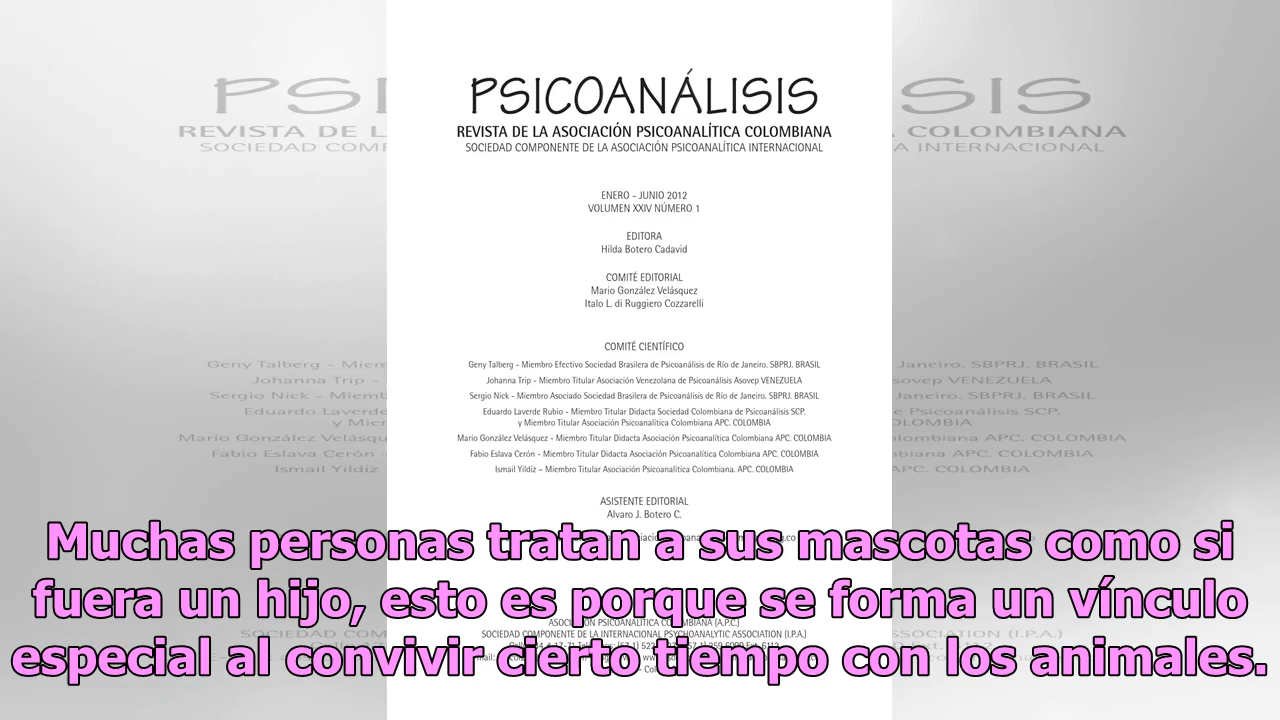 PSICOANÁLISIS
REVISTA DE LA ASOCIACIÓN PSICOANALÍTICA COLOMBIANA
SOCIEDAD COMPONENTE DE LA ASOCIACIÓN PSICOANALÍTICA INTERNACIONAL
ENERO - JUNIO 2012
VOLUMEN XXIV NÚMERO 1
EDITORA
Hilda Botero Cadavid
COMITÉ EDITORIAL
Mario González Velásquez
Italo L. di Ruggiero Cozzarelli
COMITÉ CIENTÍFICO
Geny Talberg - Miembro Efectivo Sociedad Brasilera de Psicoanálisis de Río de Janeiro. SBPRJ. BRASIL
Johanna Trip - Miembro Titular Asociación Venezolana de Psicoanálisis Asovep VENEZUELA
Sergio Nick - Miembro Asociado Sociedad Brasilera de Psicoanálisis de Río de Janeiro. SBPRJ. BRASIL
Eduardo Laverde Rubio - Miembro Titular Didacta Sociedad Colombiana de Psicoanálisis SCP.
y Miembro Titular Asociación Psicoanalítica Colombiana APC. COLOMBIA
Mario González Velásquez - Miembro Titular Didacta Asociación Psicoanalítica Colombiana APC. COLOMBIA
Fabio Eslava Cerón - Miembro Titular Didacta Asociación Psicoanalítica Colombiana APC. COLOMBIA
Ismail Yildiz – Miembro Titular Asociación Psicoanalítica Colombiana. APC. COLOMBIA
ASISTENTE EDITORIAL
Alvaro J. Botero C.
Muchas personas tratan a sus mascotas como si
fuera un hijo, esto es porque se forma un vínculo
PSICOANALÍTICA COLOMBIANA (A.P.C.)
SOCIEDAD COMPONENTE DE LA INTERNACIONAL PSYCHOANALYTIC ASSOCIATION (I.P.A.)
especial al convivir cierto tiempo con los animales.